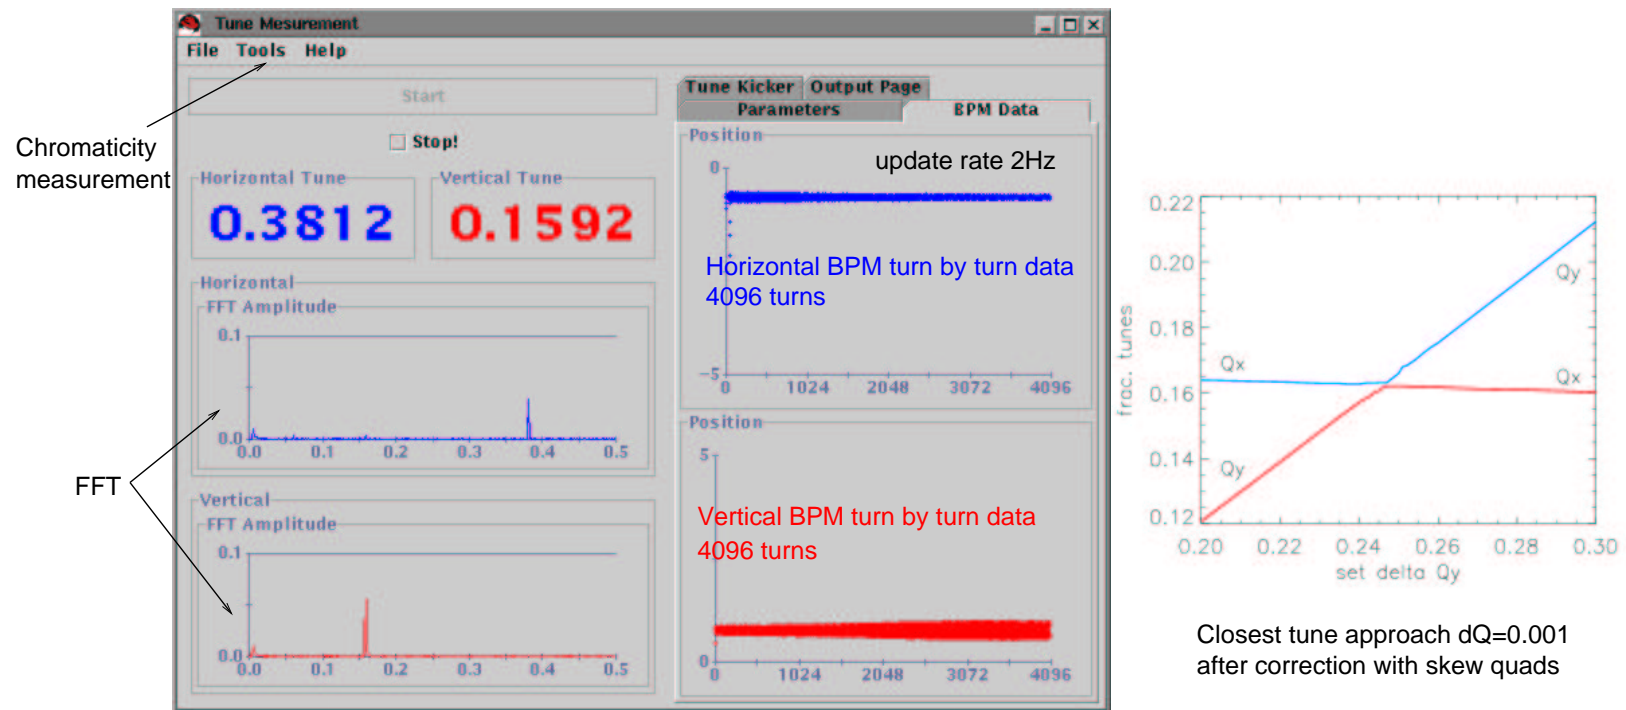 Tune Mesurement
File Tools Help
Start
Stop!
Chromaticity
measurement
Horizontal Tune
0.3812
Vertical Tune
0.1592
Horizontal
FFT Amplitude
0.1
0.0
0.0 0.1 0.2 0.3 0.4 0.5
FFT
Vertical
FFT Amplitude
0.1
0.0
0.0 0.1 0.2 0.3 0.4 0.5
Tune Kicker Output Page
Parameters BPM Data
Position
update rate 2Hz
0
Horizontal BPM turn by turn data
4096 turns
-5
0 1024 2048 3072 4096
Position
5
Vertical BPM turn by turn data
4096 turns
0
0 1024 2048 3072 4096
frac. tunes
0.22
0.20
0.18
0.16
0.14
0.12
Qy
Qx
Qx
Qy
0.20 0.22 0.24 0.26 0.28 0.30
set delta Qy
Closest tune approach dQ=0.001
after correction with skew quads